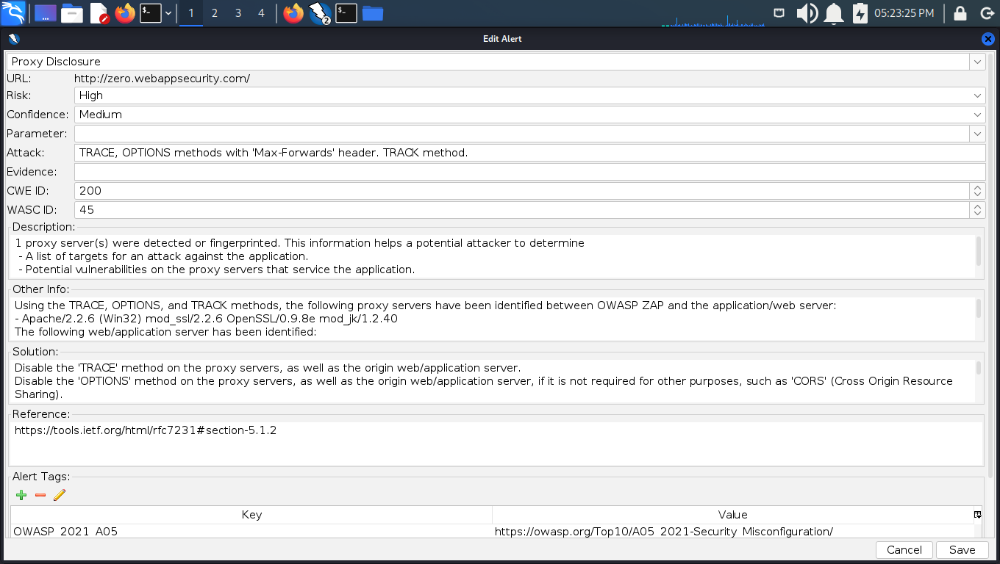 1 2 3 4 2 05:23:25 PM
Edit Alert
Proxy Disclosure
URL: http://zero.webappsecurity.com/
Risk: High
Confidence: Medium
Parameter:
Attack: TRACE, OPTIONS methods with 'Max-Forwards' header. TRACK method.
Evidence:
CWE ID: 200
WASC ID: 45
Description:
1 proxy server(s) were detected or fingerprinted. This information helps a potential attacker to determine
- A list of targets for an attack against the application.
- Potential vulnerabilities on the proxy servers that service the application.
Other Info:
Using the TRACE, OPTIONS, and TRACK methods, the following proxy servers have been identified between OWASP ZAP and the application/web server:
- Apache/2.2.6 (Win32) mod_ssl/2.2.6 OpenSSL/0.9.8e mod_jk/1.2.40
The following web/application server has been identified:
Solution:
Disable the 'TRACE' method on the proxy servers, as well as the origin web/application server.
Disable the 'OPTIONS' method on the proxy servers, as well as the origin web/application server, if it is not required for other purposes, such as 'CORS' (Cross Origin Resource
Sharing).
Reference:
https://tools.ietf.org/html/rfc7231#section-5.1.2
Alert Tags:
Key Value
OWASP_2021_A05 https://owasp.org/Top10/A05_2021-Security_Misconfiguration/
Cancel Save